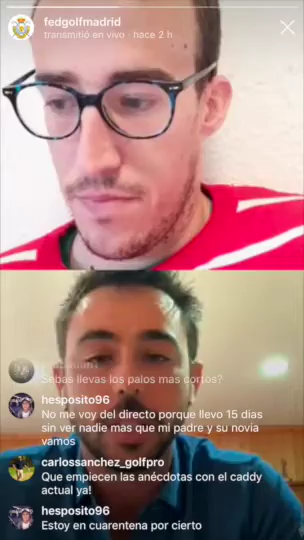 fedgolfmadrid
transmitió en vivo · hace 2 h
Sebas llevas los palos mas cortos?
hesposito96
No me voy del directo porque llevo 15 dias
sin ver nadie mas que mi padre y su novia
vamos
carlossanchez_golfpro
Que empiecen las anécdotas con el caddy
actual ya!
hesposito96
Estoy en cuarentena por cierto